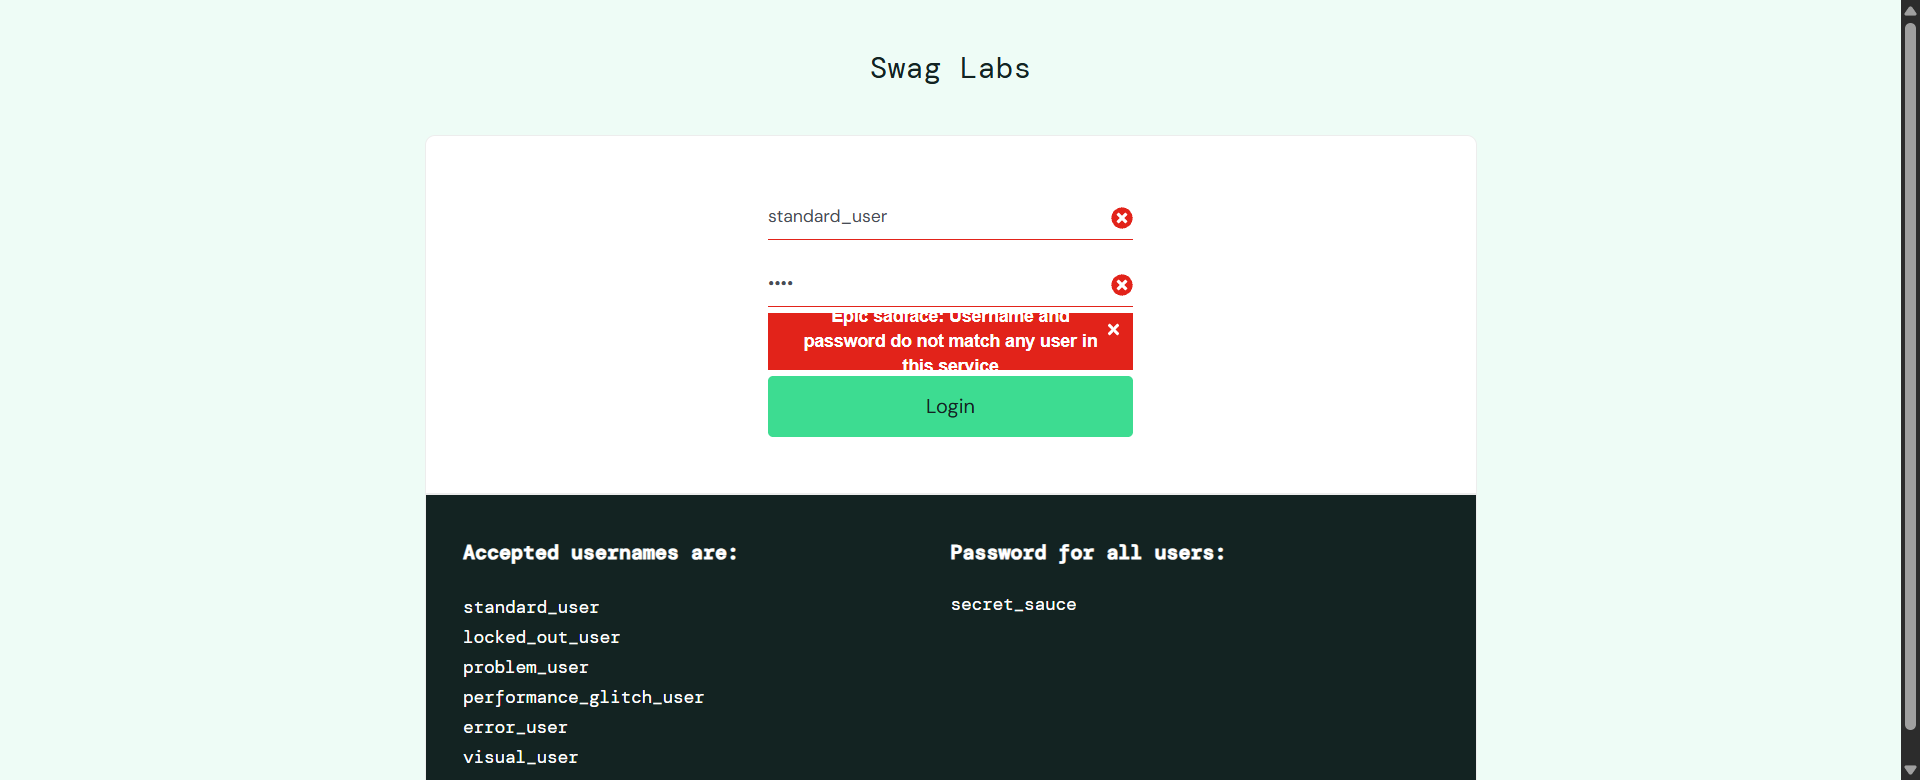 Swag Labs
standard_user
••••
Epic sadface: Username and
password do not match any user in
this service
Login
Accepted usernames are:
standard_user
locked_out_user
problem_user
performance_glitch_user
error_user
visual_user
Password for all users:
secret_sauce